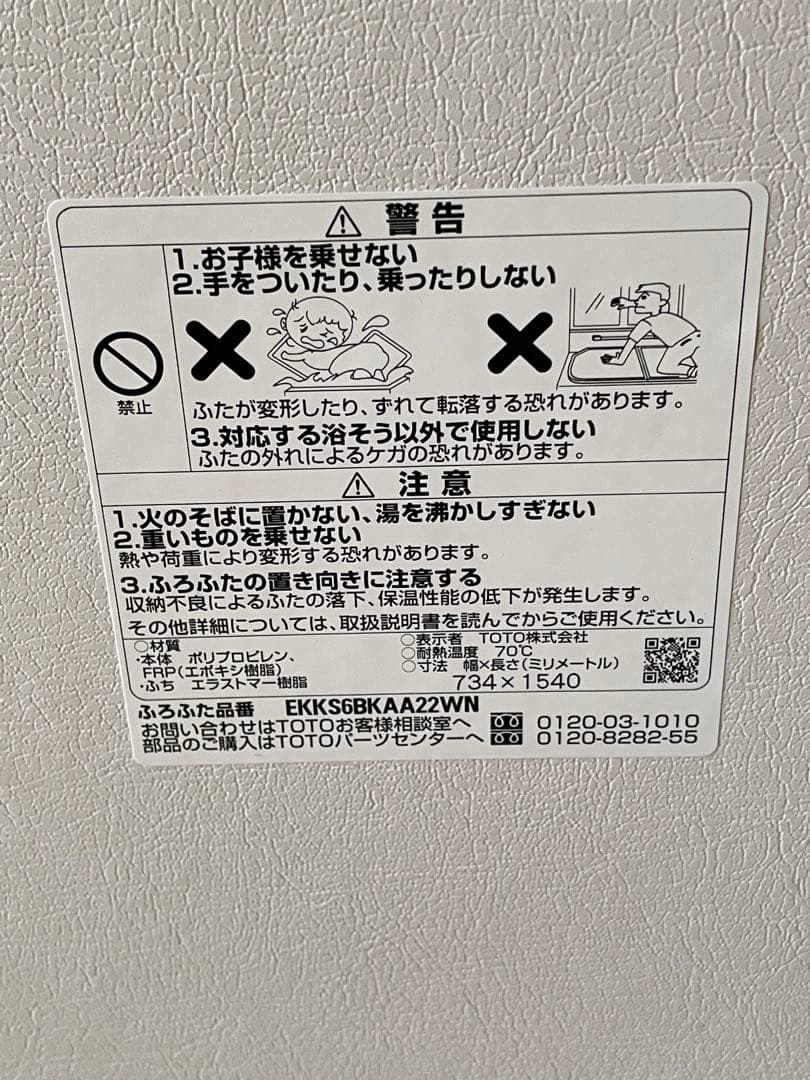 ⚠ 警告
1.お子様を乗せない
2.手をついたり、乗ったりしない
禁止
ふたが変形したり、ずれて転落する恐れがあります。
3.対応する浴そう以外で使用しない
ふたの外れによるケガの恐れがあります。
⚠ 注意
1.火のそばに置かない、湯を沸かしすぎない
2.重いものを乗せない
熱や荷重により変形する恐れがあります。
3.ふろふたの置き向きに注意する
収納不良によるふたの落下、保温性能の低下が発生します。
その他詳細については、取扱説明書を読んでからご使用ください。
○材質
・本体 ポリプロピレン、
FRP(エポキシ樹脂)
・ふち エラストマー樹脂
○表示者 TOTO株式会社
○耐熱温度 70℃
○寸法 幅×長さ(ミリメートル)
734×1540
ふろふた品番 EKKS6BKAA22WN
お問い合わせはTOTOお客様相談室へ 0120-03-1010
部品のご購入はTOTOパーツセンターへ 0120-8282-55